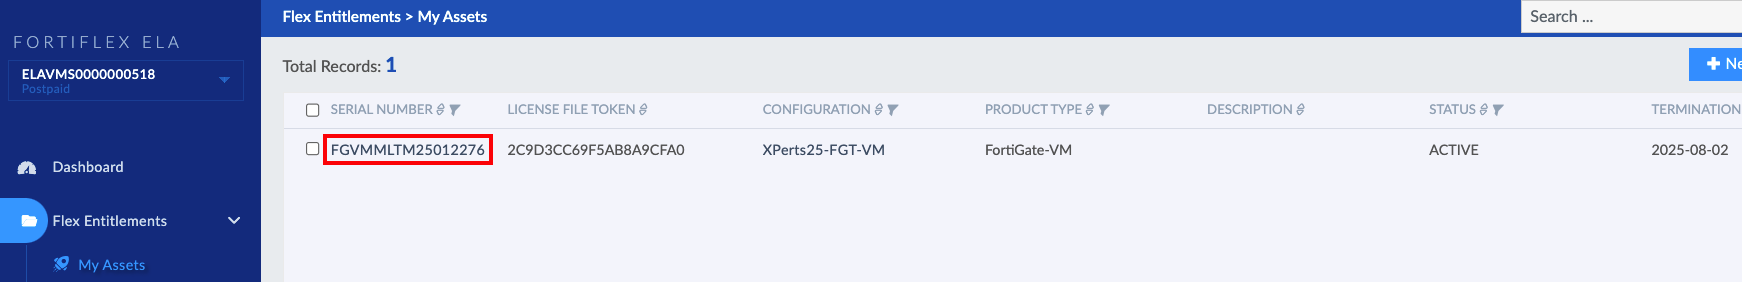 Flex Entitlements > My Assets
Search ...
FORTIFLEX ELA
ELAVMS0000000518
Postpaid
Total Records: 1
+ Ne
SERIAL NUMBER LICENSE FILE TOKEN CONFIGURATION PRODUCT TYPE DESCRIPTION STATUS TERMINATION
FGVMMLTM25012276 2C9D3CC69F5AB8A9CFA0 XPerts25-FGT-VM FortiGate-VM ACTIVE 2025-08-02
Dashboard
Flex Entitlements
My Assets